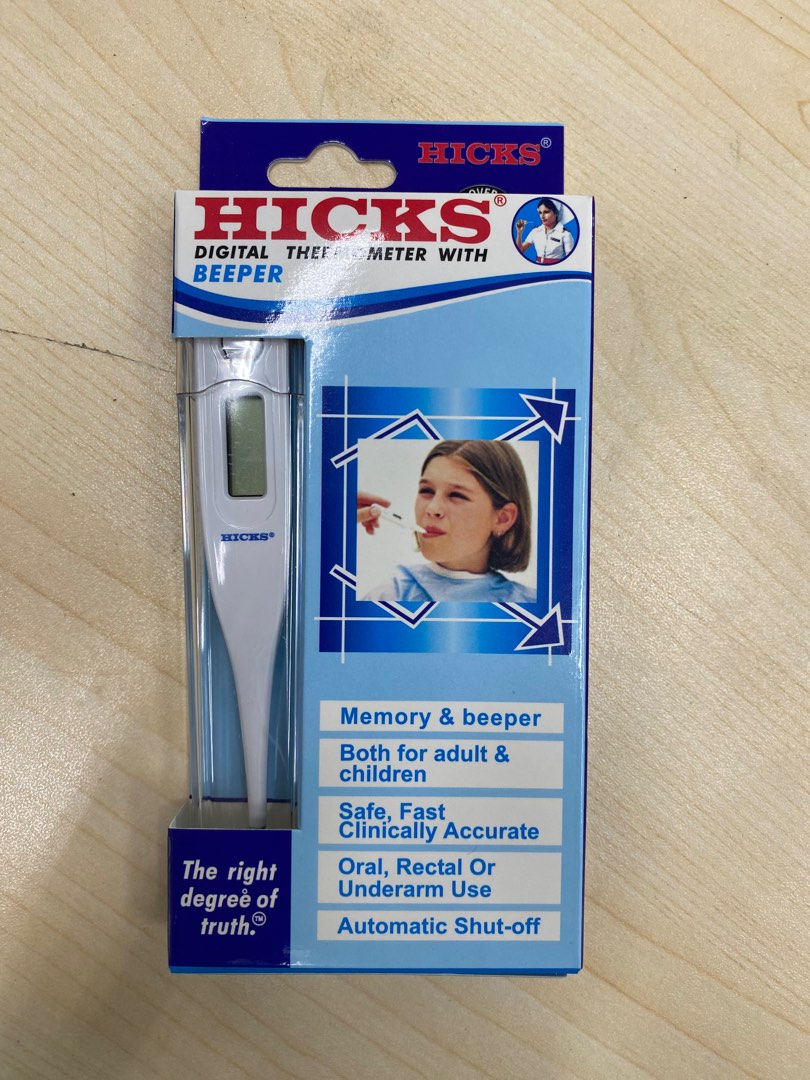 HICKS®
OVER
HICKS®
DIGITAL THERMOMETER WITH
BEEPER
HICKS®
Memory & beeper
Both for adult &
children
Safe, Fast
Clinically Accurate
Oral, Rectal Or
Underarm Use
Automatic Shut-off
The right
degree of
truth.™